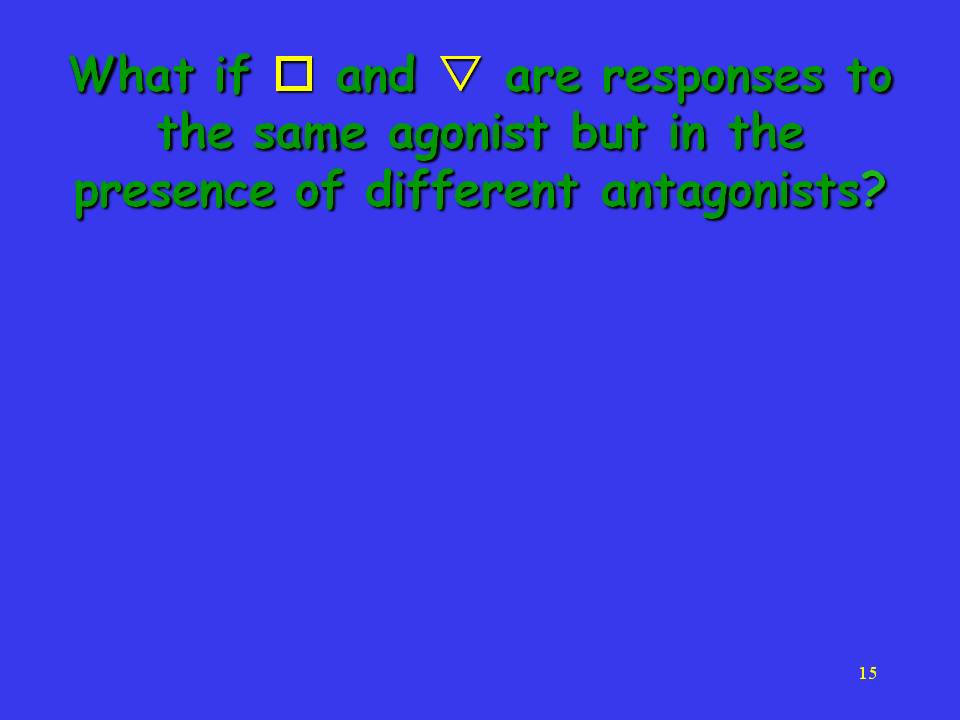 What if □ and ▽ are responses to
the same agonist but in the
presence of different antagonists?
15